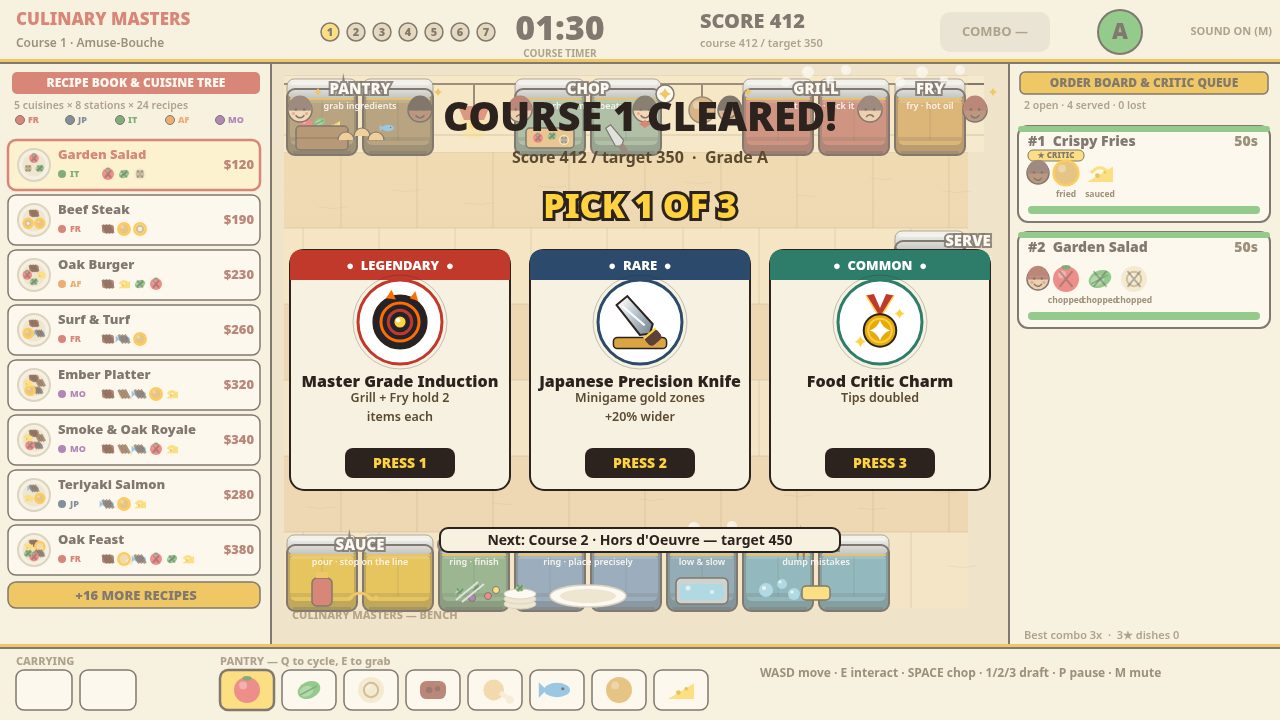 CULINARY MASTERS
Course 1 · Amuse-Bouche
1 2 3 4 5 6 7
01:30
COURSE TIMER
SCORE 412
course 412 / target 350
COMBO —
A
SOUND ON (M)
RECIPE BOOK & CUISINE TREE
5 cuisines × 8 stations × 24 recipes
FR JP IT AF MO
Garden Salad
IT
$120
Beef Steak
FR
$190
Oak Burger
AF
$230
Surf & Turf
FR
$260
Ember Platter
MO
$320
Smoke & Oak Royale
MO
$340
Teriyaki Salmon
JP
$280
Oak Feast
FR
$380
+16 MORE RECIPES
PANTRY
grab ingredients
CHOP
GRILL
FRY
fry · hot oil
COURSE 1 CLEARED!
Score 412 / target 350 · Grade A
PICK 1 OF 3
SERVE
• LEGENDARY •
Master Grade Induction
Grill + Fry hold 2
items each
PRESS 1
• RARE •
Japanese Precision Knife
Minigame gold zones
+20% wider
PRESS 2
• COMMON •
Food Critic Charm
Tips doubled
PRESS 3
Next: Course 2 · Hors d'Oeuvre — target 450
SAUCE
pour · stop on the line
ring · finish
ring · place precisely
low & slow
dump mistakes
CULINARY MASTERS — BENCH
ORDER BOARD & CRITIC QUEUE
2 open · 4 served · 0 lost
#1 Crispy Fries
50s
★ CRITIC
fried sauced
#2 Garden Salad
50s
chopped chopped chopped
Best combo 3x · 3★ dishes 0
CARRYING
PANTRY — Q to cycle, E to grab
WASD move · E interact · SPACE chop · 1/2/3 draft · P pause · M mute